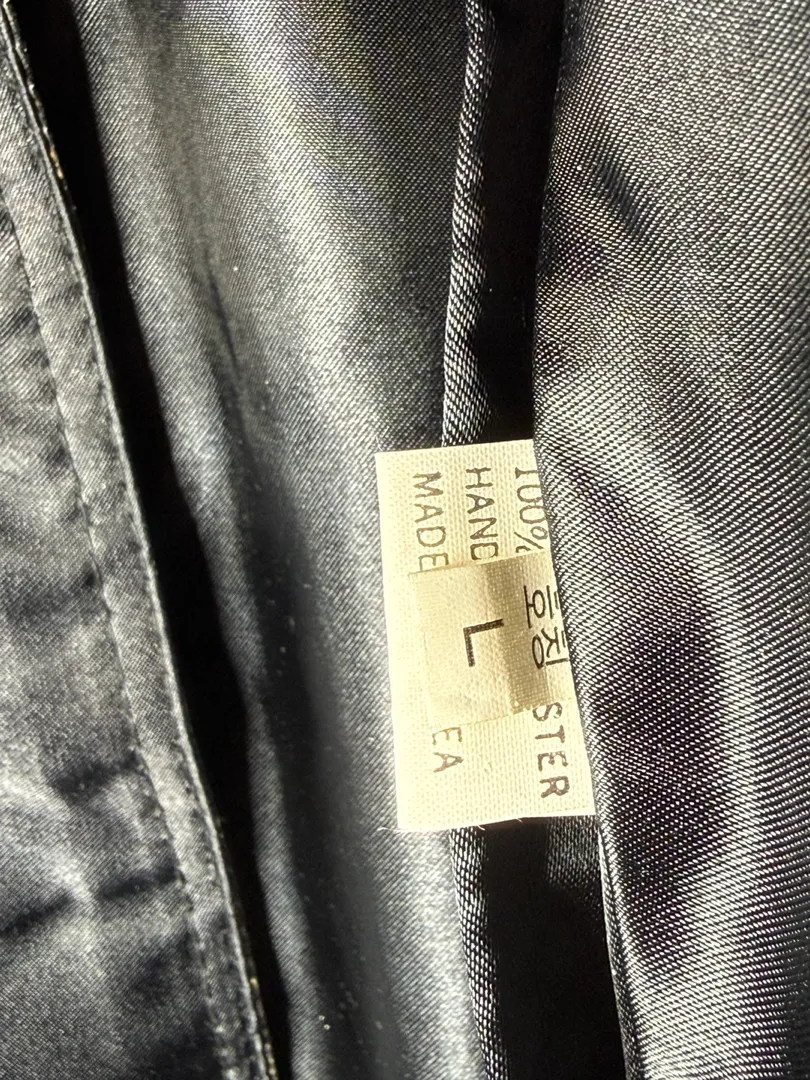 100% STER
호칭
HAND L
MADE EA